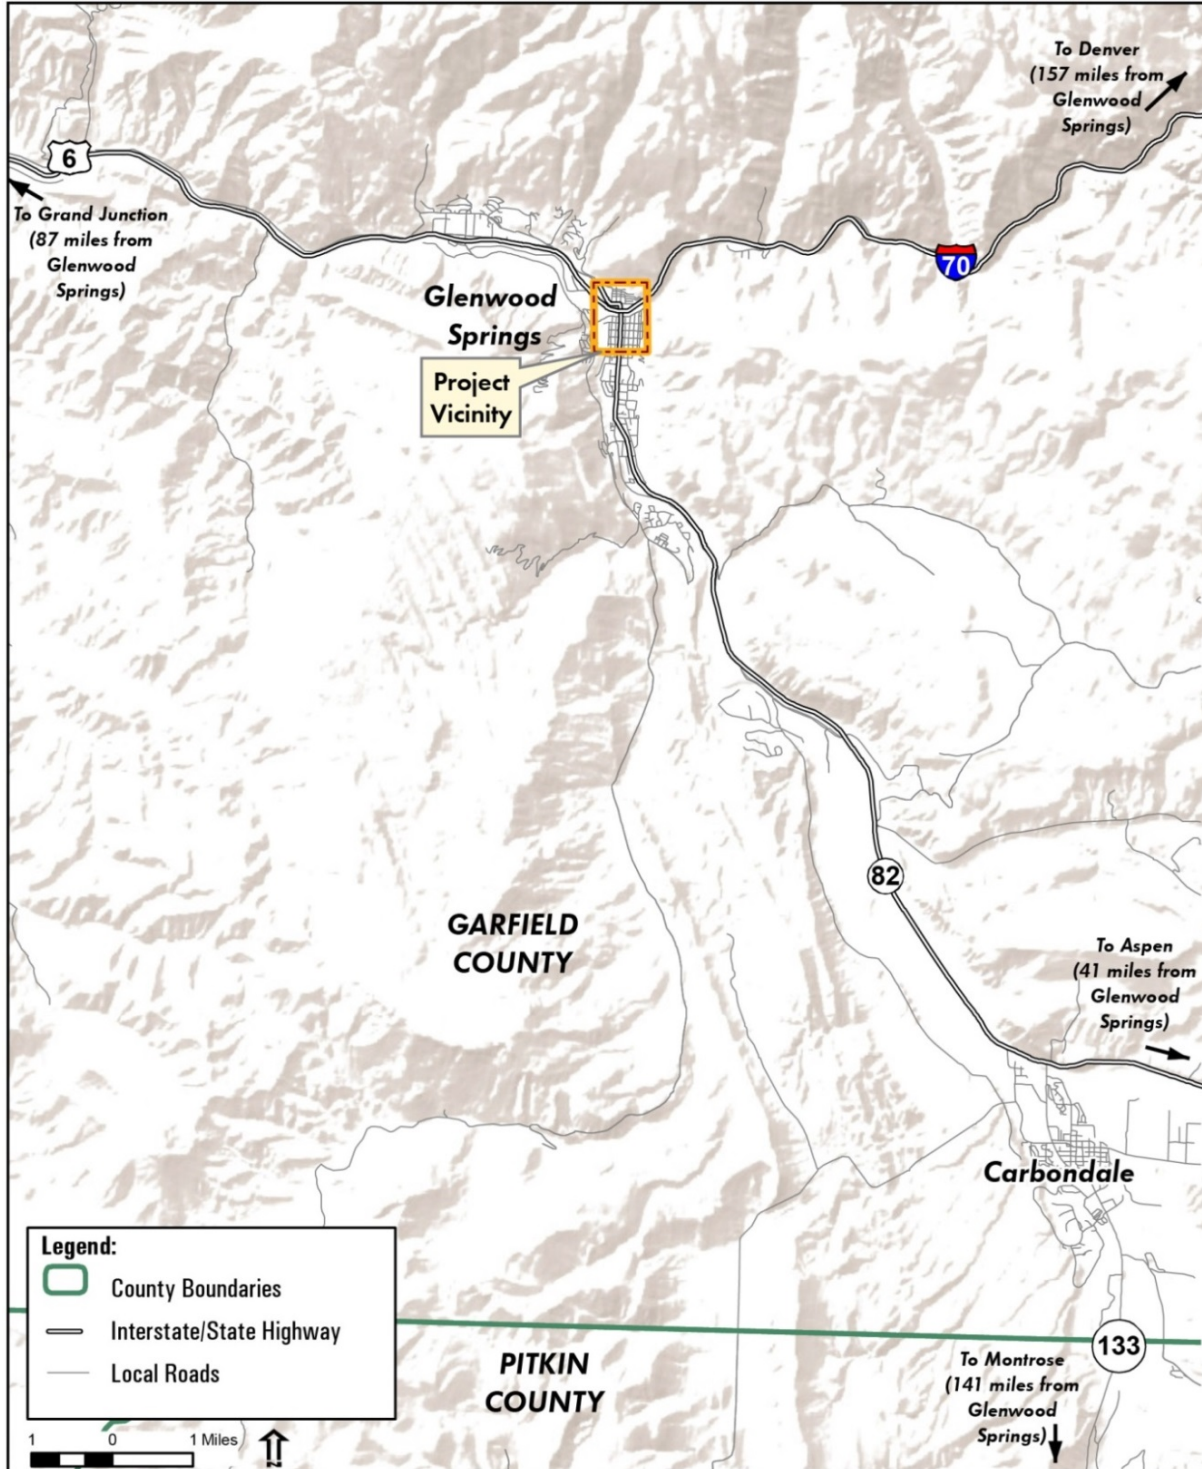 To Denver
(157 miles from
Glenwood
Springs)
6
To Grand Junction
(87 miles from
Glenwood
Springs)
70
Glenwood
Springs
Project
Vicinity
82
GARFIELD
COUNTY
To Aspen
(41 miles from
Glenwood
Springs)
Carbondale
Legend:
County Boundaries
Interstate/State Highway
Local Roads
133
PITKIN
COUNTY
To Montrose
(141 miles from
Glenwood
Springs)
1 0 1 Miles
N